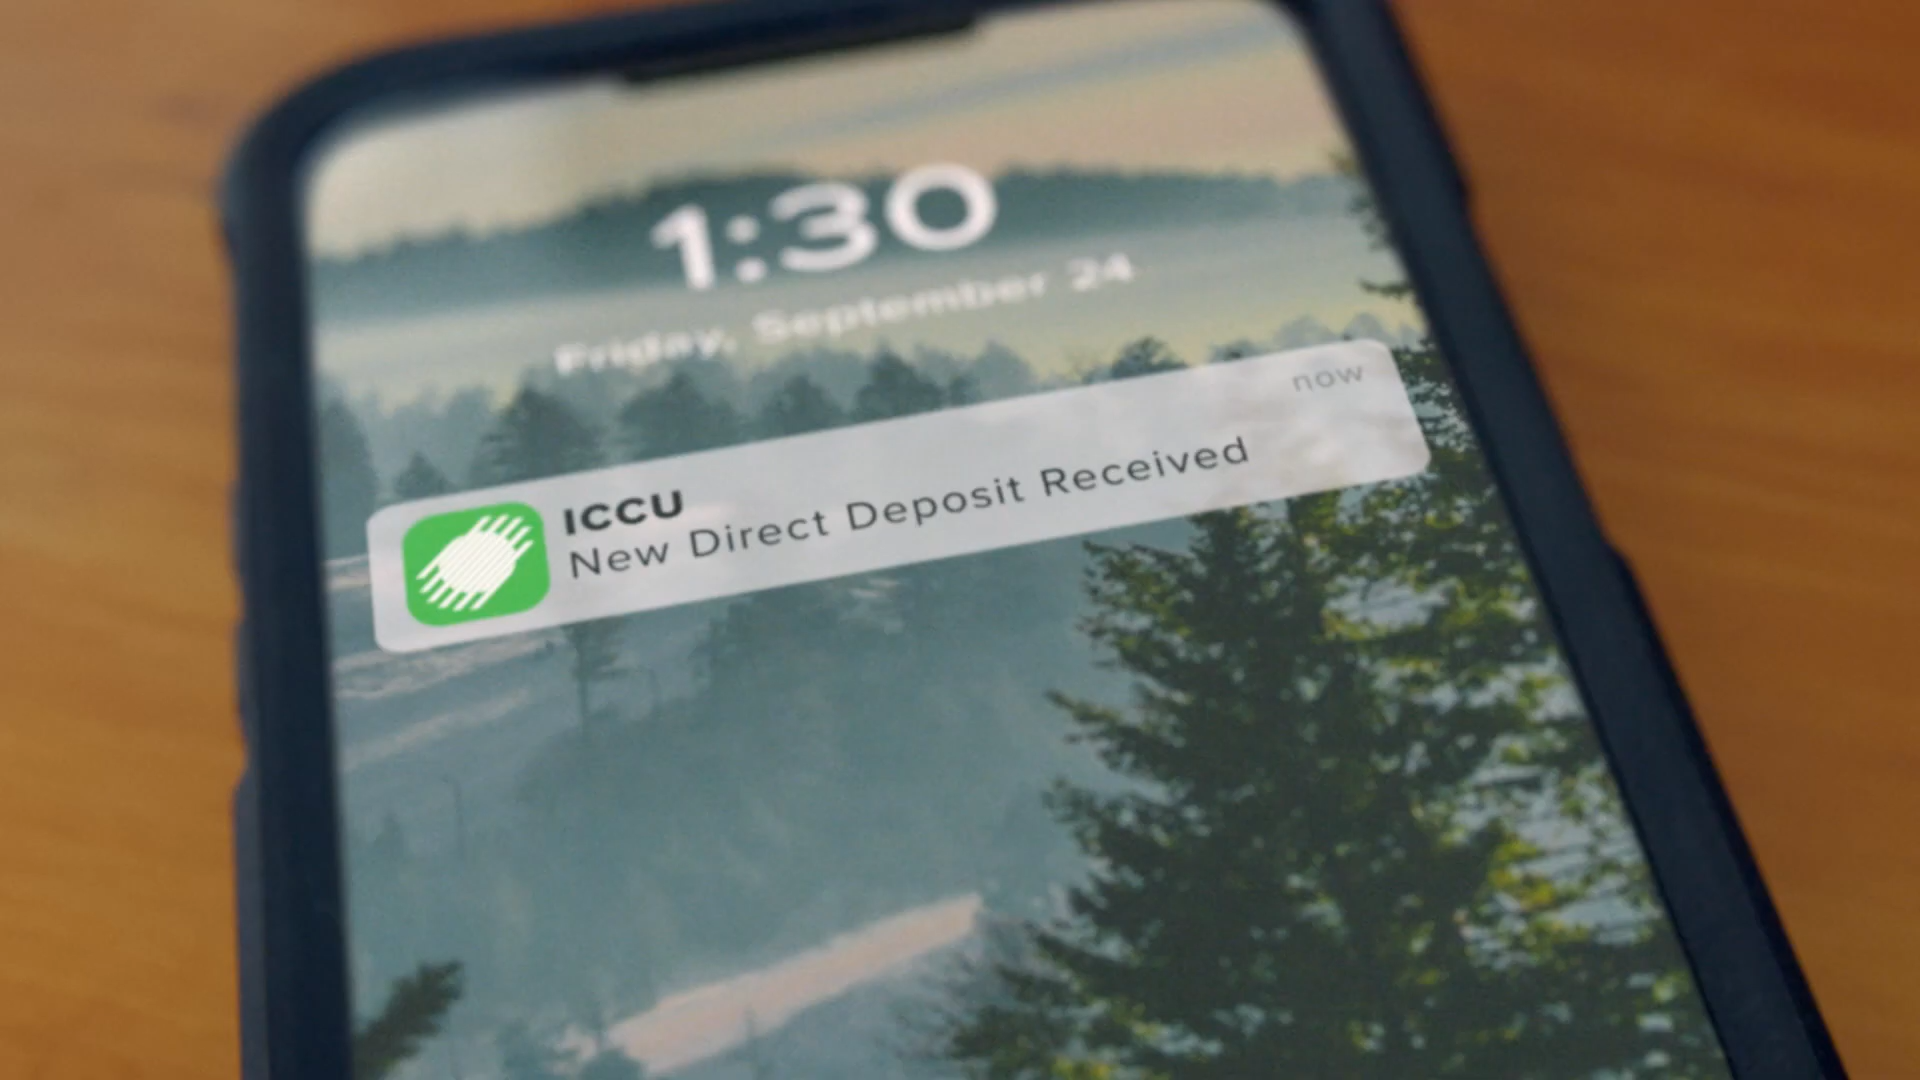 1:30
Friday, September 24
now
ICCU
New Direct Deposit Received